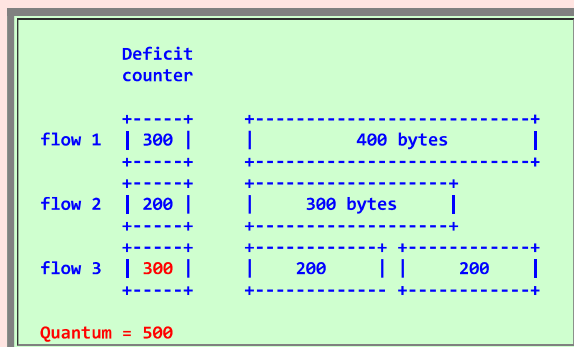 Deficit
counter
+-----+ +----------------------------+
flow 1 | 300 | | 400 bytes |
+-----+ +----------------------------+
+-----+ +-------------------+
flow 2 | 200 | | 300 bytes |
+-----+ +-------------------+
+-----+ +------------+ +------------+
flow 3 | 300 | | 200 | | 200 |
+-----+ +------------- +------------+
Quantum = 500